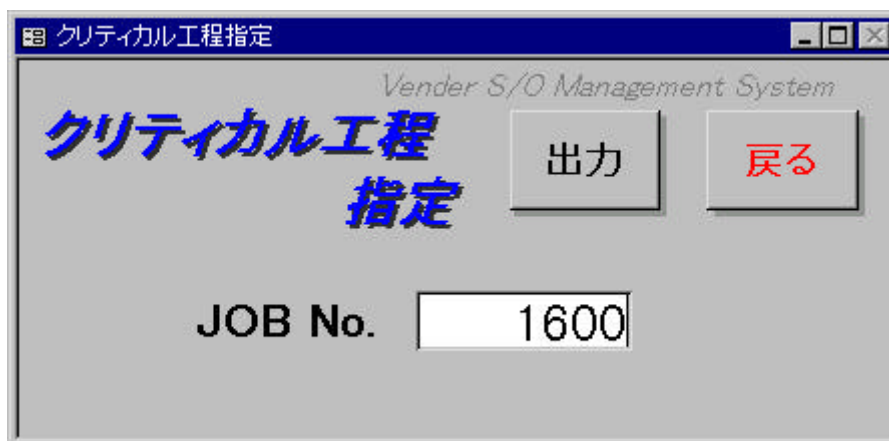 クリティカル工程指定
Vender S/O Management System
クリティカル工程
指定
出力
戻る
JOB No.
1600